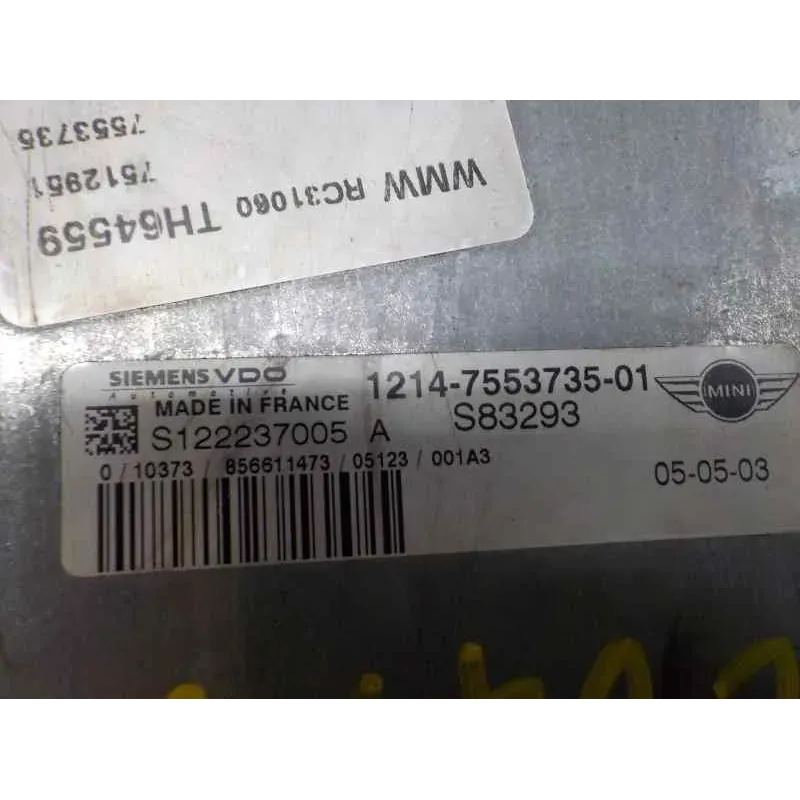 WMW RC31060 TH64559
7512951
7553735
SIEMENS VDO
Automotive
MADE IN FRANCE
1214-7553735-01
MINI
S122237005 A
S83293
0 / 10373 / 856611473 / 05123 / 001A3
05-05-03